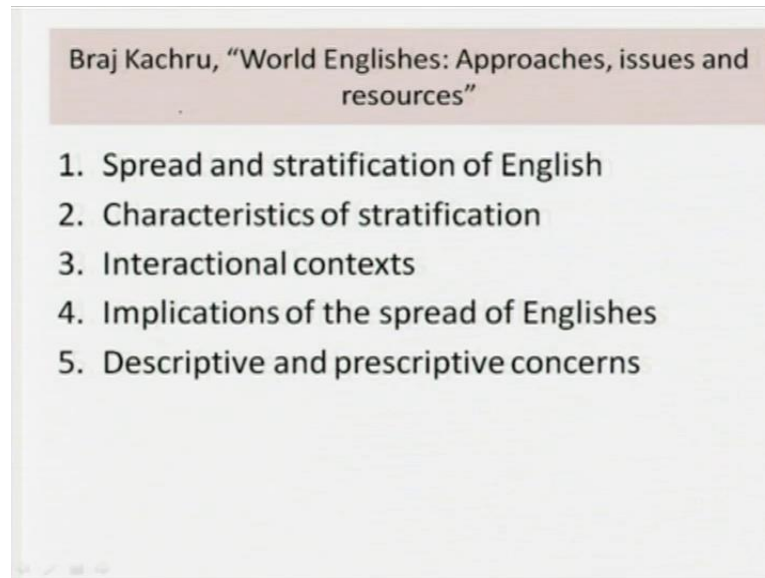 Braj Kachru, “World Englishes: Approaches, issues and
resources”
1. Spread and stratification of English
2. Characteristics of stratification
3. Interactional contexts
4. Implications of the spread of Englishes
5. Descriptive and prescriptive concerns